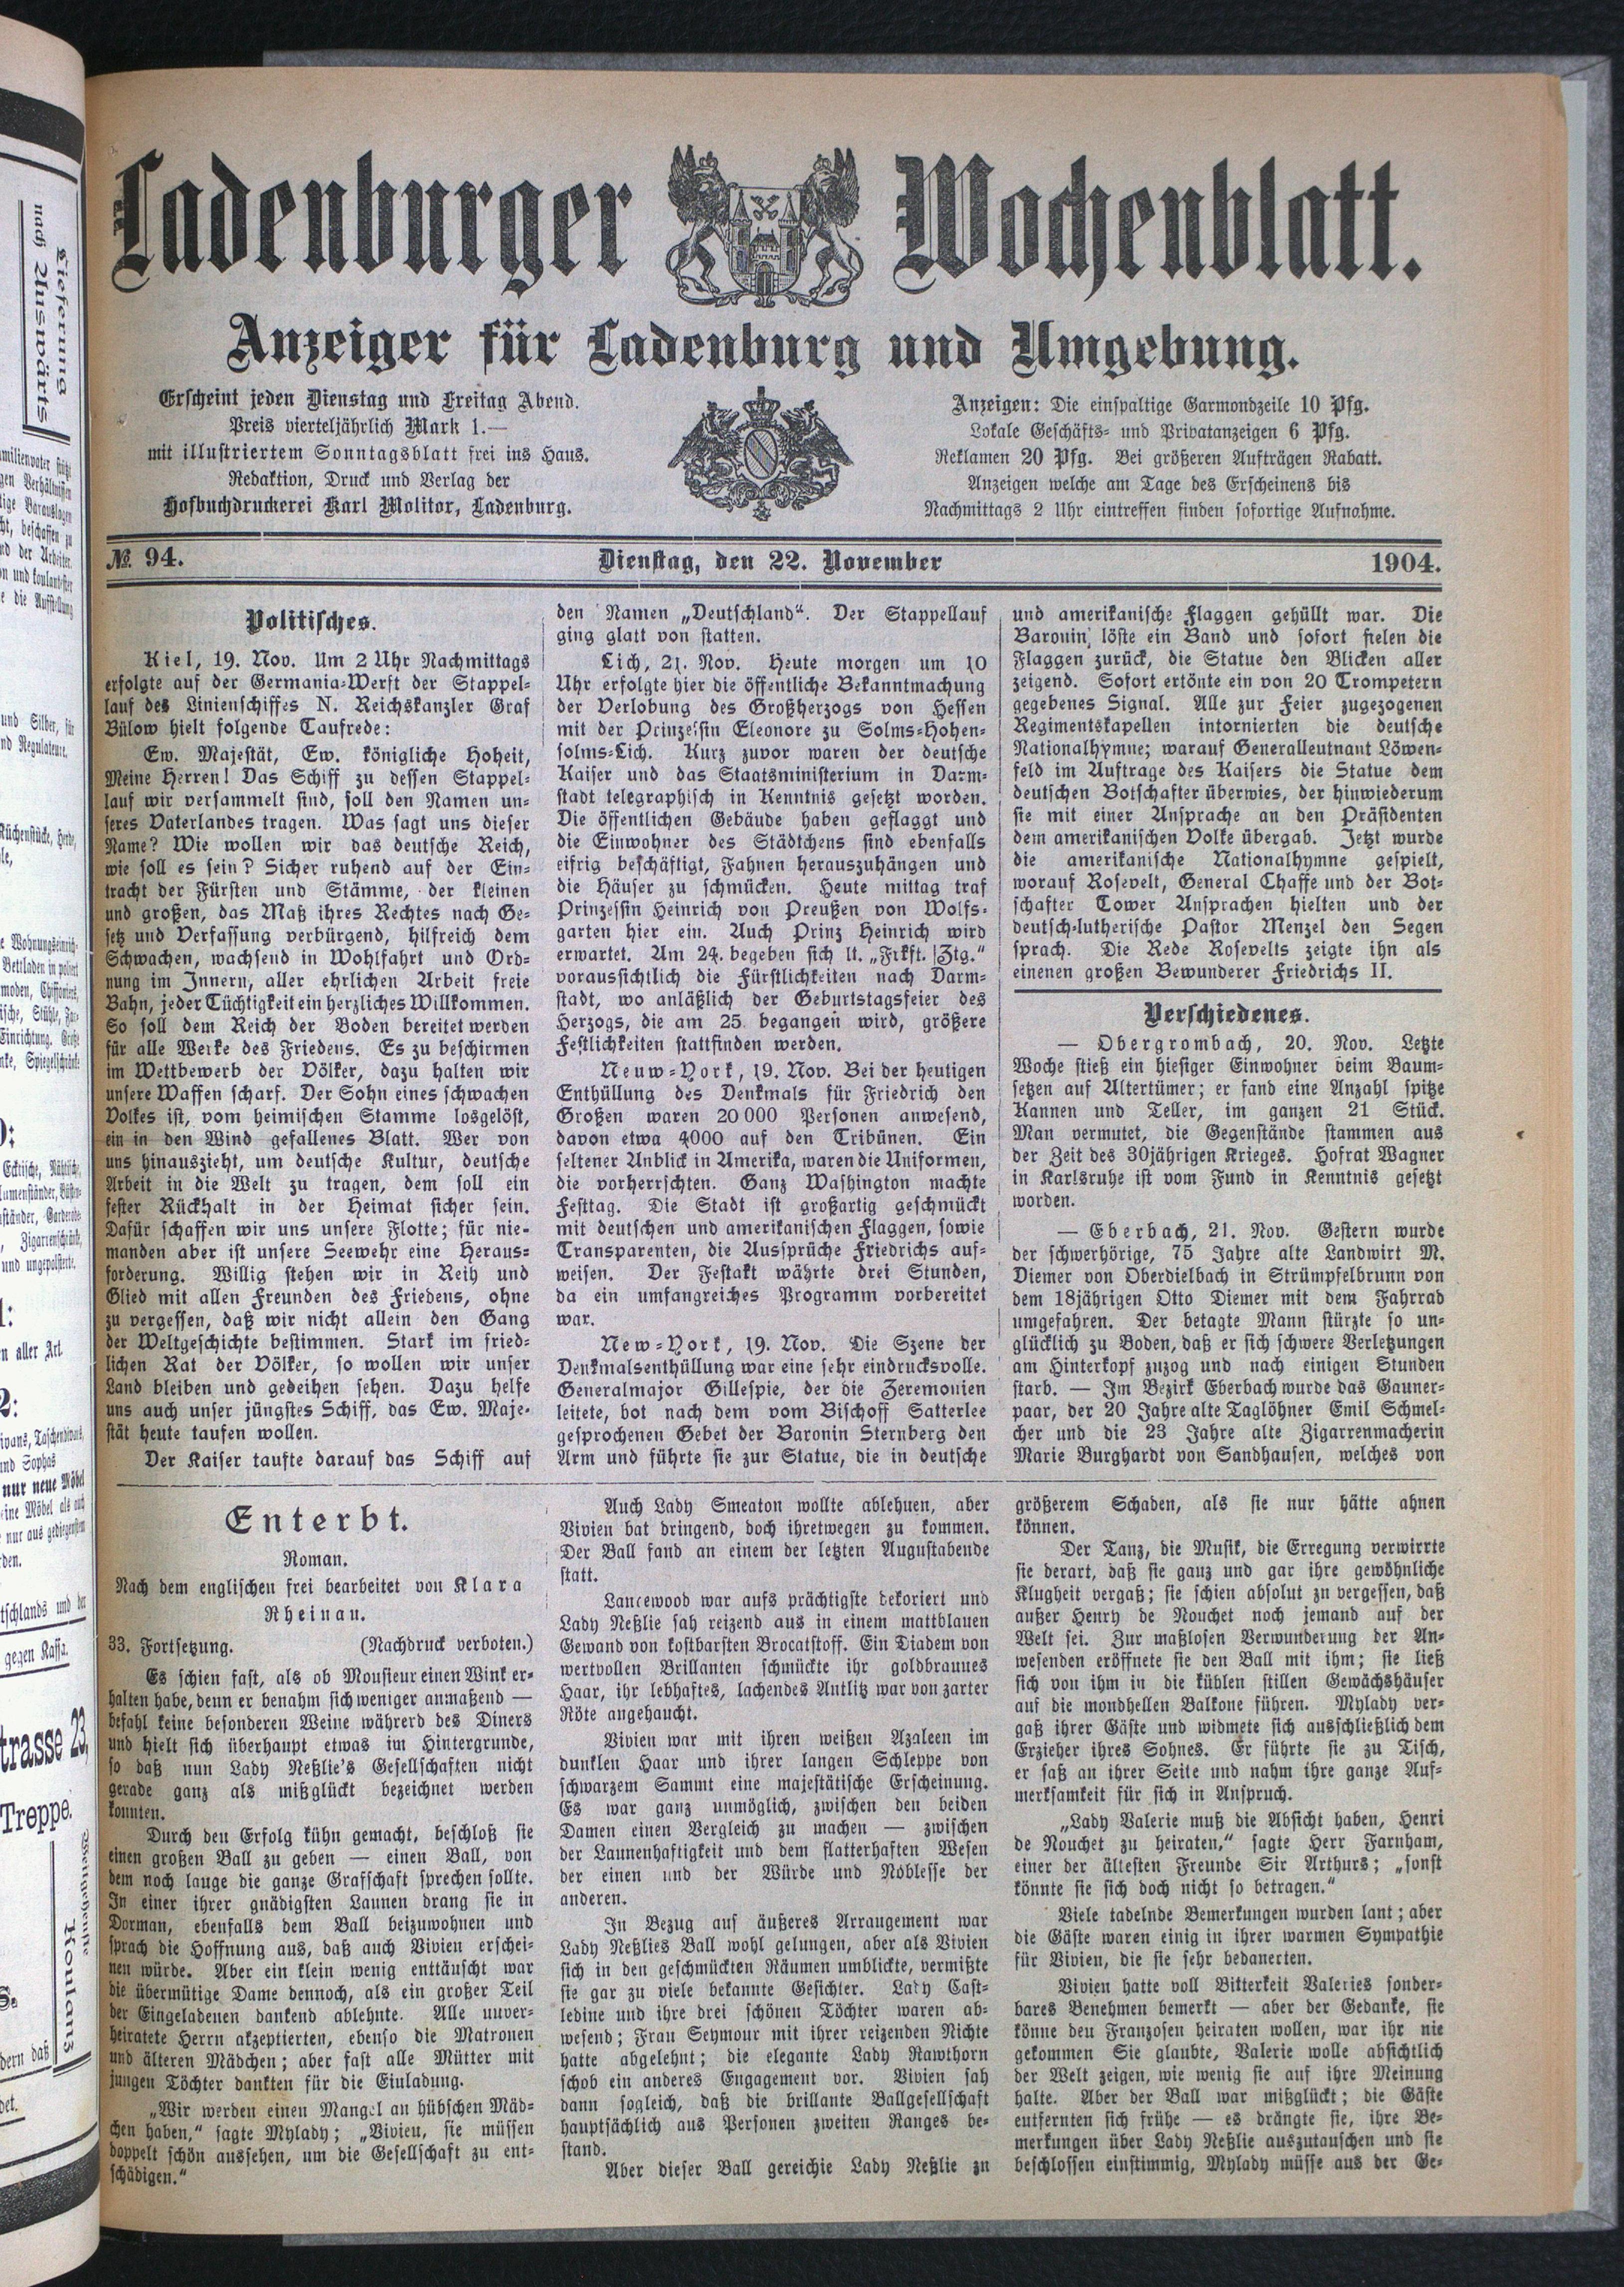 Ladenburger Wochenblatt.
Anzeiger für Ladenburg und Umgebung.
Erscheint jeden Dienstag und Freitag Abend.
Preis vierteljährlich Mark 1.—
mit illustriertem Sonntagsblatt frei ins Haus.
Redaktion, Druck und Verlag der
Hofbuchdruckerei Karl Molitor, Ladenburg.
Anzeigen: Die einspaltige Garmondzeile 10 Pfg.
Lokale Geschäfts- und Privatanzeigen 6 Pfg.
Reklamen 20 Pfg. Bei größeren Aufträgen Rabatt.
Anzeigen welche am Tage des Erscheinens bis
Nachmittags 2 Uhr eintreffen finden sofortige Aufnahme.
№ 94. Dienstag, den 22. November 1904.
Politisches.
Kiel, 19. Nov. Um 2 Uhr Nachmittags
erfolgte auf der Germania-Werft der Stappel-
lauf des Linienschiffes N. Reichskanzler Graf
Bülow hielt folgende Taufrede:
Ew. Majestät, Ew. königliche Hoheit,
Meine Herren! Das Schiff zu dessen Stappel-
lauf wir versammelt sind, soll den Namen un-
seres Vaterlandes tragen. Was sagt uns dieser
Name? Wie wollen wir das deutsche Reich,
wie soll es sein? Sicher ruhend auf der Ein-
tracht der Fürsten und Stämme, der kleinen
und großen, das Maß ihres Rechtes nach Ge-
setz und Verfassung verbürgend, hilfreich dem
Schwachen, wachsend in Wohlfahrt und Ord-
nung im Innern, aller ehrlichen Arbeit freie
Bahn, jeder Tüchtigkeit ein herzliches Willkommen.
So soll dem Reich der Boden bereitet werden
für alle Werke des Friedens. Es zu beschirmen
im Wettbewerb der Völker, dazu halten wir
unsere Waffen scharf. Der Sohn eines schwachen
Volkes ist, vom heimischen Stamme losgelöst,
ein in den Wind gefallenes Blatt. Wer von
uns hinauszieht, um deutsche Kultur, deutsche
Arbeit in die Welt zu tragen, dem soll ein
fester Rückhalt in der Heimat sicher sein.
Dafür schaffen wir uns unsere Flotte; für nie-
manden aber ist unsere Seewehr eine Heraus-
forderung. Willig stehen wir in Reih und
Glied mit allen Freunden des Friedens, ohne
zu vergessen, daß wir nicht allein den Gang
der Weltgeschichte bestimmen. Stark im fried-
lichen Rat der Völker, so wollen wir unser
Land bleiben und gedeihen sehen. Dazu helfe
uns auch unser jüngstes Schiff, das Ew. Maje-
stät heute taufen wollen.
Der Kaiser taufte darauf das Schiff auf
den Namen „Deutschland“. Der Stappellauf
ging glatt von statten.
Lich, 21. Nov. Heute morgen um 10
Uhr erfolgte hier die öffentliche Bekanntmachung
der Verlobung des Großherzogs von Hessen
mit der Prinzessin Eleonore zu Solms-Hohen-
solms-Lich. Kurz zuvor waren der deutsche
Kaiser und das Staatsministerium in Darm-
stadt telegraphisch in Kenntnis gesetzt worden.
Die öffentlichen Gebäude haben geflaggt und
die Einwohner des Städtchens sind ebenfalls
eifrig beschäftigt, Fahnen herauszuhängen und
die Häuser zu schmücken. Heute mittag traf
Prinzessin Heinrich von Preußen von Wolfs-
garten hier ein. Auch Prinz Heinrich wird
erwartet. Am 24. begeben sich lt. „Frkft. Ztg.“
voraussichtlich die Fürstlichkeiten nach Darm-
stadt, wo anläßlich der Geburtstagsfeier des
Herzogs, die am 25. begangen wird, größere
Festlichkeiten stattfinden werden.
Neuw-York, 19. Nov. Bei der heutigen
Enthüllung des Denkmals für Friedrich den
Großen waren 20 000 Personen anwesend,
davon etwa 4000 auf den Tribünen. Ein
seltener Anblick in Amerika, waren die Uniformen,
die vorherrschten. Ganz Washington machte
Festtag. Die Stadt ist großartig geschmückt
mit deutschen und amerikanischen Flaggen, sowie
Transparenten, die Aussprüche Friedrichs auf-
weisen. Der Festakt währte drei Stunden,
da ein umfangreiches Programm vorbereitet
war.
New-York, 19. Nov. Die Szene der
Denkmalsenthüllung war eine sehr eindrucksvolle.
Generalmajor Gillespie, der die Zeremonien
leitete, bot nach dem vom Bischoff Satterlee
gesprochenen Gebet der Baronin Sternberg den
Arm und führte sie zur Statue, die in deutsche
und amerikanische Flaggen gehüllt war. Die
Baronin löste ein Band und sofort fielen die
Flaggen zurück, die Statue den Blicken aller
zeigend. Sofort ertönte ein von 20 Trompetern
gegebenes Signal. Alle zur Feier zugezogenen
Regimentskapellen intornierten die deutsche
Nationalhymne; warauf Generalleutnant Löwen-
feld im Auftrage des Kaisers die Statue dem
deutschen Botschafter überwies, der hinwiederum
sie mit einer Ansprache an den Präsidenten
dem amerikanischen Volke übergab. Jetzt wurde
die amerikanische Nationalhymne gespielt,
worauf Rosevelt, General Chaffe und der Bot-
schafter Tower Ansprachen hielten und der
deutsch-lutherische Pastor Menzel den Segen
sprach. Die Rede Rosevelts zeigte ihn als
einenen großen Bewunderer Friedrichs II.
Verschiedenes.
— Obergrombach, 20. Nov. Letzte
Woche stieß ein hiesiger Einwohner beim Baum-
setzen auf Altertümer; er fand eine Anzahl spitze
Kannen und Teller, im ganzen 21 Stück.
Man vermutet, die Gegenstände stammen aus
der Zeit des 30jährigen Krieges. Hofrat Wagner
in Karlsruhe ist vom Fund in Kenntnis gesetzt
worden.
— Eberbach, 21. Nov. Gestern wurde
der schwerhörige, 75 Jahre alte Landwirt M.
Diemer von Oberdielbach in Strümpfelbrunn von
dem 18jährigen Otto Diemer mit dem Fahrrad
umgefahren. Der betagte Mann stürzte so un-
glücklich zu Boden, daß er sich schwere Verletzungen
am Hinterkopf zuzog und nach einigen Stunden
starb. — Im Bezirk Eberbach wurde das Gauner-
paar, der 20 Jahre alte Taglöhner Emil Schmel-
cher und die 23 Jahre alte Zigarrenmacherin
Marie Burghardt von Sandhausen, welches von
Enterbt.
Roman.
Nach dem englischen frei bearbeitet von Klara
Rheinau.
33. Fortsetzung. (Nachdruck verboten.)
Es schien fast, als ob Monsieur einen Wink er-
halten habe, denn er benahm sich weniger anmaßend —
befahl keine besonderen Weine während des Diners
und hielt sich überhaupt etwas im Hintergrunde,
so daß nun Lady Neßlie's Gesellschaften nicht
gerade ganz als mißglückt bezeichnet werden
konnten.
Durch den Erfolg kühn gemacht, beschloß sie
einen großen Ball zu geben — einen Ball, von
dem noch lauge die ganze Grafschaft sprechen sollte.
In einer ihrer gnädigsten Launen drang sie in
Dorman, ebenfalls dem Ball beizuwohnen und
sprach die Hoffnung aus, daß auch Vivien erschei-
nen würde. Aber ein klein wenig enttäuscht war
die übermütige Dame dennoch, als ein großer Teil
der Eingeladenen dankend ablehnte. Alle unver-
heiratete Herrn akzeptierten, ebenso die Matronen
und älteren Mädchen; aber fast alle Mütter mit
jungen Töchter dankten für die Einladung.
„Wir werden einen Mangel an hübschen Mäd-
chen haben,“ sagte Mylady; „Vivieu, sie müssen
doppelt schön aussehen, um die Gesellschaft zu ent-
schädigen.“
Auch Lady Smeaton wollte ablehuen, aber
Vivien bat dringend, doch ihretwegen zu kommen.
Der Ball fand an einem der letzten Augustabende
statt.
Lancewood war aufs prächtigste dekoriert und
Lady Neßlie sah reizend aus in einem mattblauen
Gewand von kostbarsten Brocatstoff. Ein Diadem von
wertvollen Brillanten schmückte ihr goldbraunes
Haar, ihr lebhaftes, lachendes Antlitz war von zarter
Röte angehaucht.
Vivien war mit ihren weißen Azaleen im
dunklen Haar und ihrer langen Schleppe von
schwarzem Sammt eine majestätische Erscheinung.
Es war ganz unmöglich, zwischen den beiden
Damen einen Vergleich zu machen — zwischen
der Launenhaftigkeit und dem flatterhaften Wesen
der einen und der Würde und Noblesse der
anderen.
In Bezug auf äußeres Arrangement war
Lady Neßlies Ball wohl gelungen, aber als Vivien
sich in den geschmückten Räumen umblickte, vermißte
sie gar zu viele bekannte Gesichter. Lady Cast-
ledine und ihre drei schönen Töchter waren ab-
wesend; Frau Seymour mit ihrer reizenden Nichte
hatte abgelehnt; die elegante Lady Rawthorn
schob ein anderes Engagement vor. Vivien sah
dann sogleich, daß die brillante Ballgesellschaft
hauptsächlich aus Personen zweiten Ranges be-
stand.
Aber dieser Ball gereichie Lady Neßlie zu
größerem Schaden, als sie nur hätte ahnen
können.
Der Tanz, die Musik, die Erregung verwirrte
sie derart, daß sie ganz und gar ihre gewöhnliche
Klugheit vergaß; sie schien absolut zu vergessen, daß
außer Henry de Nouchet noch jemand auf der
Welt sei. Zur maßlosen Verwunderung der An-
wesenden eröffnete sie den Ball mit ihm; sie ließ
sich von ihm in die kühlen stillen Gewächshäuser
auf die mondhellen Balkone führen. Mylady ver-
gaß ihrer Gäste und widmete sich ausschließlich dem
Erzieher ihres Sohnes. Er führte sie zu Tisch,
er saß an ihrer Seite und nahm ihre ganze Auf-
merksamkeit für sich in Anspruch.
„Lady Valerie muß die Absicht haben, Henri
de Nouchet zu heiraten,“ sagte Herr Farnham,
einer der ältesten Freunde Sir Arthurs; „sonst
könnte sie sich doch nicht so betragen.“
Viele tadelnde Bemerkungen wurden lant; aber
die Gäste waren einig in ihrer warmen Sympathie
für Vivien, die sie sehr bedanerten.
Vivien hatte voll Bitterkeit Valeries sonder-
bares Benehmen bemerkt — aber der Gedanke, sie
könne den Franzosen heiraten wollen, war ihr nie
gekommen Sie glaubte, Valerie wolle absichtlich
der Welt zeigen, wie wenig sie auf ihre Meinung
halte. Aber der Ball war mißglückt; die Gäste
entfernten sich frühe — es drängte sie, ihre Be-
merkungen über Lady Neßlie auszutauschen und sie
beschlossen einstimmig, Mylady müsse aus der Ge-
Lieferung
nach Auswärts
trasse 23,
Treppe.